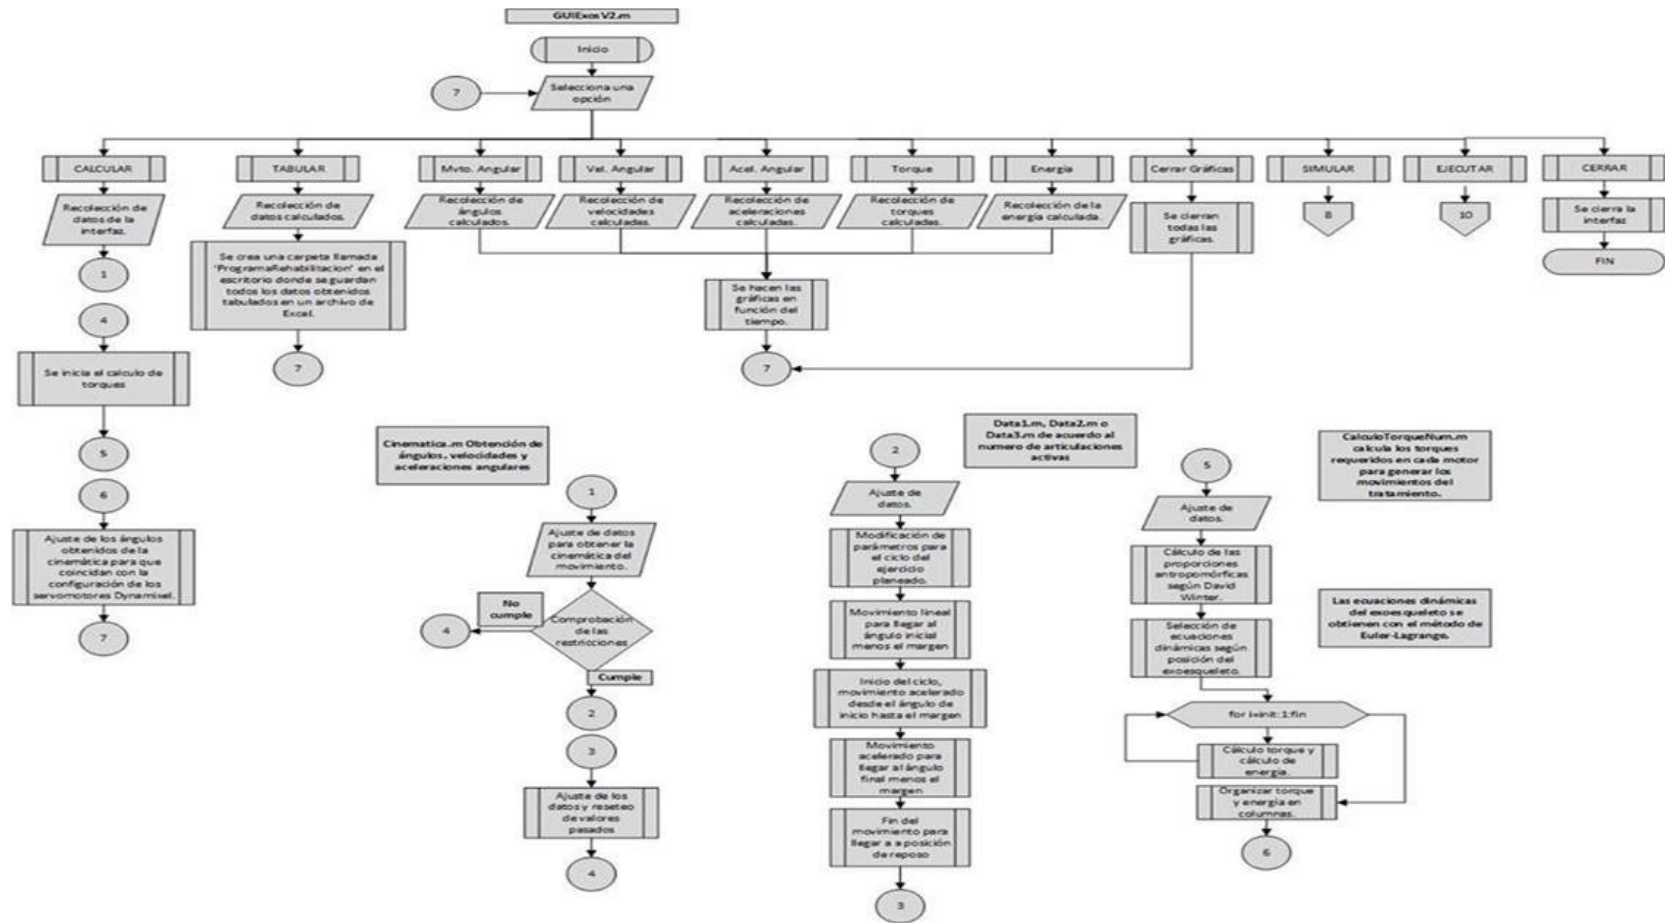 GUIExosV2.m
Inicio
7
Selecciona una
opción
CALCULAR
TABULAR
Mvto. Angular
Vel. Angular
Acel. Angular
Torque
Energía
Cerrar Gráficas
SIMULAR
EJECUTAR
CERRAR
Recolección de
datos de la
interfaz.
Recolección de
datos calculados.
Recolección de
ángulos
calculados.
Recolección de
velocidades
calculadas.
Recolección de
aceleraciones
calculadas.
Recolección de
torques
calculados.
Recolección de la
energía calculada.
Se cierran
todas las
gráficas.
8
10
Se cierra la
interfaz
FIN
1
Se crea una carpeta llamada
'ProgramaRehabilitacion' en el
escritorio donde se guardan
todos los datos obtenidos
tabulados en un archivo de
Excel.
Se hacen las
gráficas en
función del
tiempo.
7
7
4
Se inicia el calculo de
torques
5
6
Ajuste de los ángulos
obtenidos de la
cinemática para que
coincidan con la
configuración de los
servomotores Dynamixel.
7
Cinematica.m Obtención de
ángulos, velocidades y
aceleraciones angulares
1
Ajuste de datos
para obtener la
cinemática del
movimiento.
No
cumple
4
Comprobación
de las
restricciones
Cumple
2
3
Ajuste de los
datos y reseteo
de valores
pasados
4
Data1.m, Data2.m o
Data3.m de acuerdo al
numero de articulaciones
activas
2
Ajuste de
datos.
Modificación de
parámetros para
el ciclo del
ejercicio planeado.
Movimiento lineal
para llegar al
ángulo inicial
menos el margen
Inicio del ciclo,
movimiento acelerado
desde el ángulo de
inicio hasta el margen
Movimiento
acelerado para
llegar al ángulo
final menos el
margen
Fin del
movimiento para
llegar a a posición
de reposo
3
5
Ajuste de
datos.
Cálculo de las
proporciones
antropomórficas
según David
Winter.
Selección de
ecuaciones
dinámicas según
posición del
exoesqueleto.
for i=init:1:fin
Cálculo torque y
cálculo de
energía.
Organizar torque
y energía en
columnas.
6
CalculoTorqueNum.m
calcula los torques
requeridos en cada motor
para generar los
movimientos del
tratamiento.
Las ecuaciones dinámicas
del exoesqueleto se
obtienen con el método de
Euler-Lagrange.